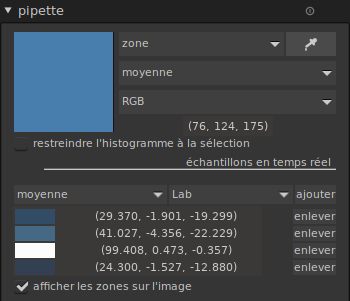 pipette
zone
moyenne
RGB
(76, 124, 175)
restreindre l'histogramme à la sélection
échantillons en temps réel
moyenne Lab ajouter
(29.370, -1.901, -19.299) enlever
(41.027, -4.356, -22.229) enlever
(99.408, 0.473, -0.357) enlever
(24.300, -1.527, -12.880) enlever
afficher les zones sur l'image